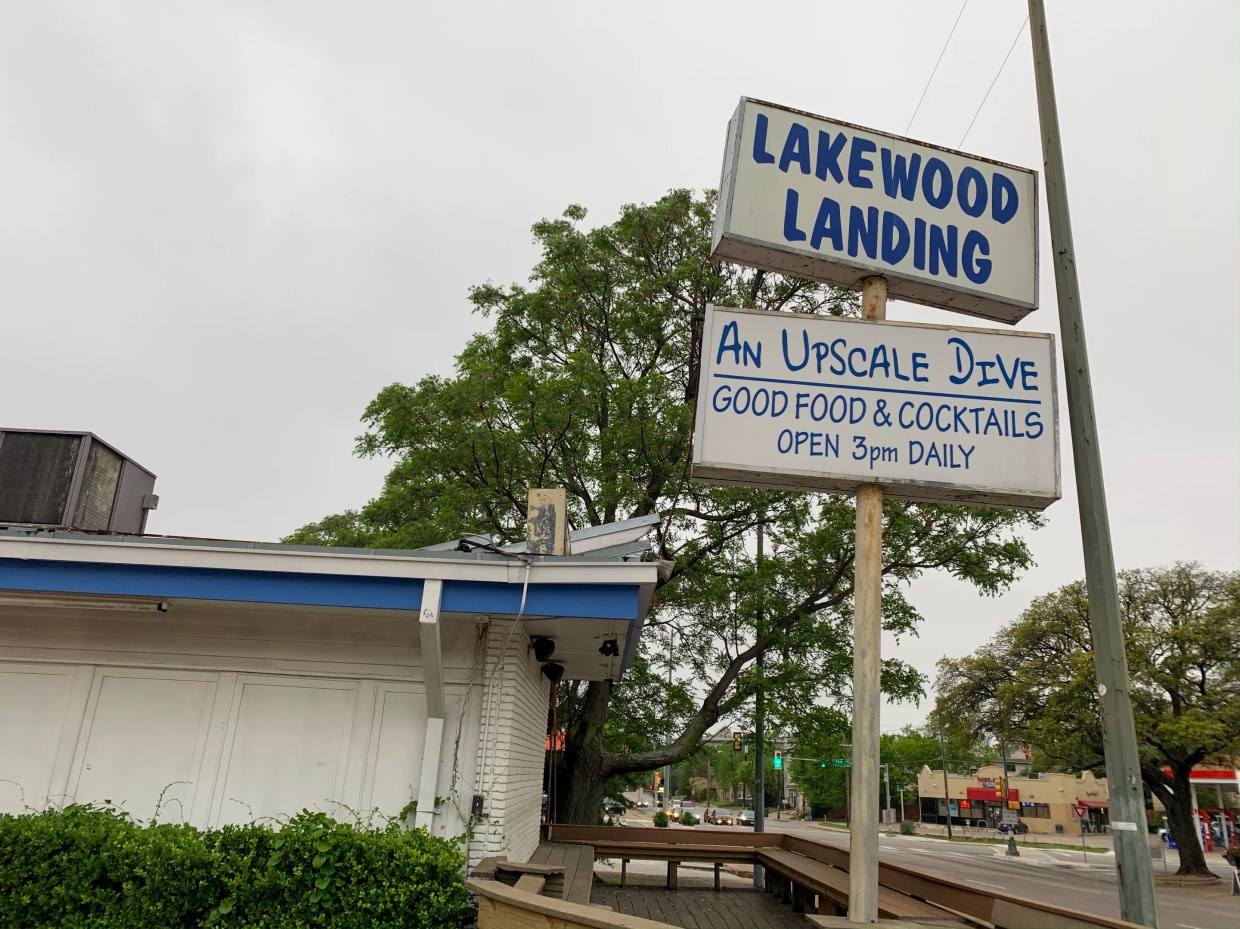 LAKEWOOD
LANDING
AN UPSCALE DIVE
GOOD FOOD & COCKTAILS
OPEN 3pm DAILY